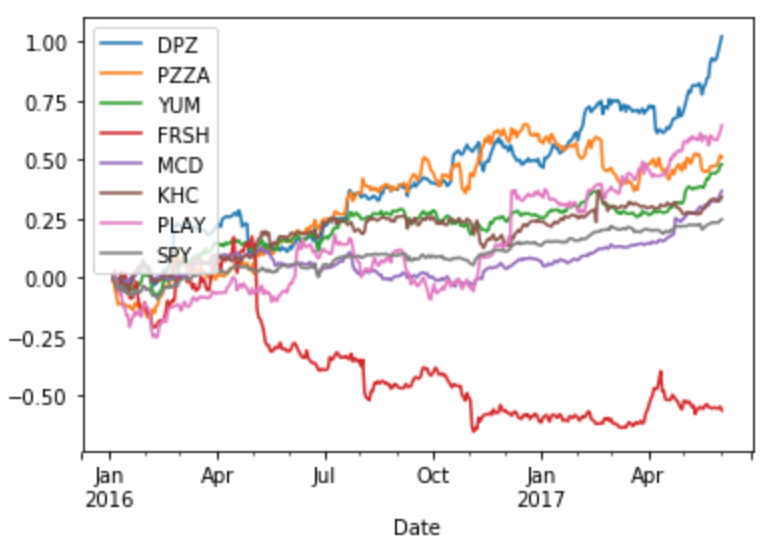 1.00
0.75
0.50
0.25
0.00
−0.25
−0.50
DPZ
PZZA
YUM
FRSH
MCD
KHC
PLAY
SPY
Jan Apr Jul Oct Jan Apr
2016 2017
Date